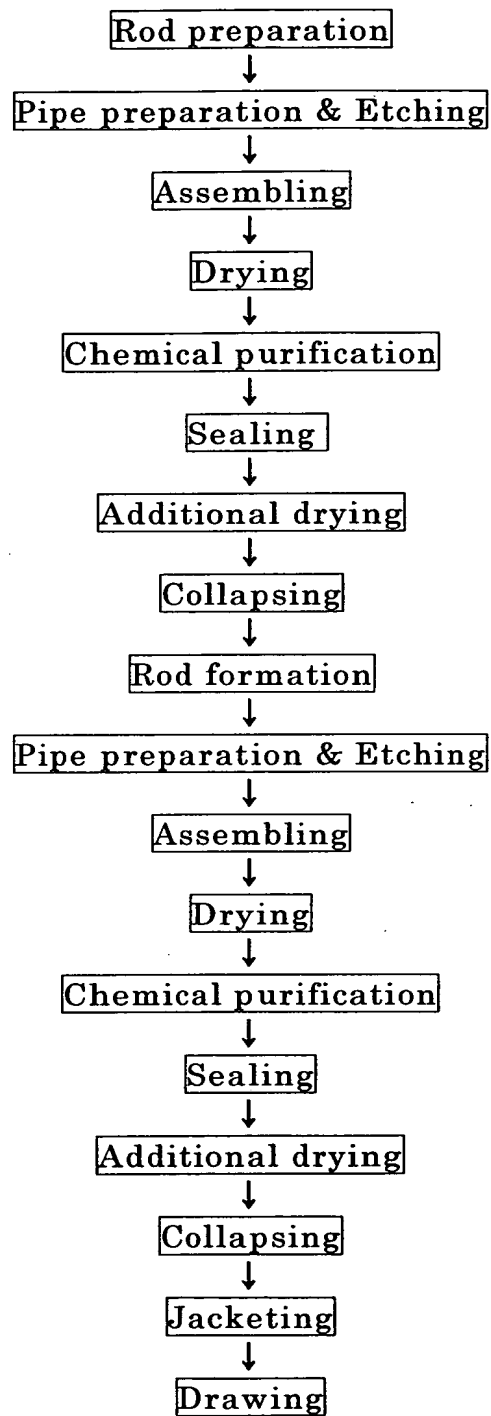 Rod preparation
Pipe preparation & Etching
Assembling
Drying
Chemical purification
Sealing
Additional drying
Collapsing
Rod formation
Pipe preparation & Etching
Assembling
Drying
Chemical purification
Sealing
Additional drying
Collapsing
Jacketing
Drawing